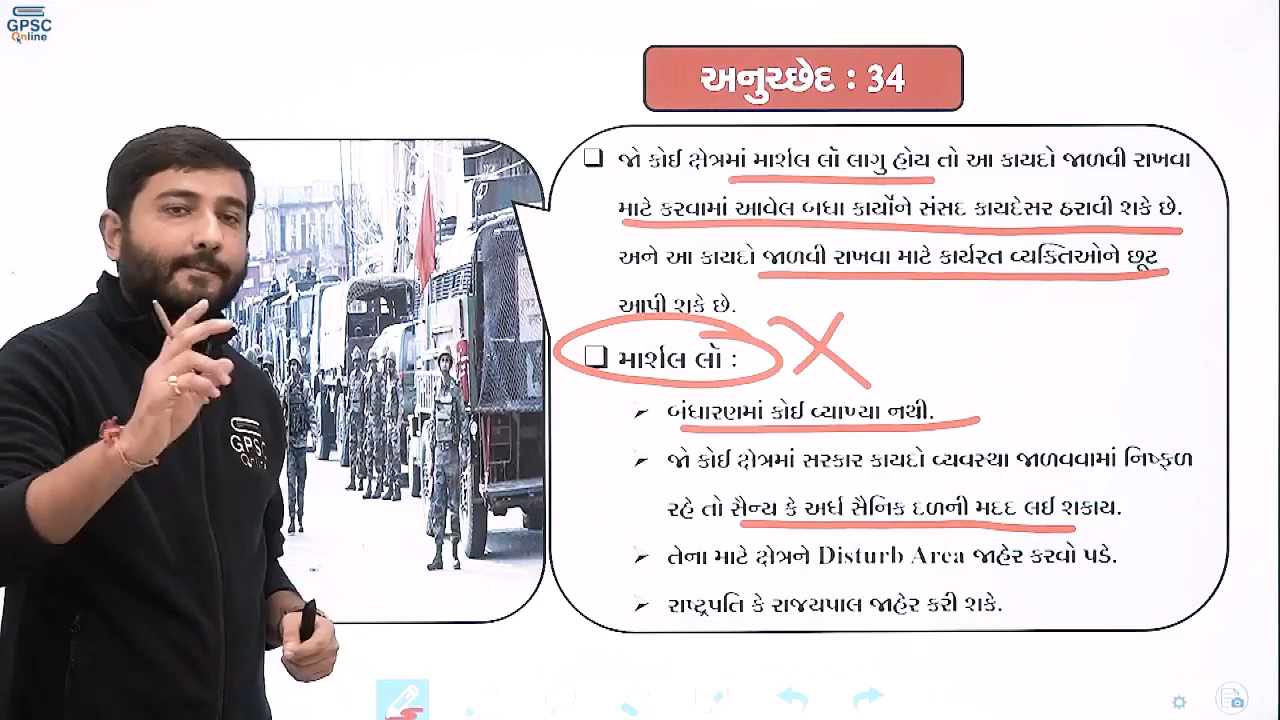 GPSC
Online
અનુચ્છેદ : 34
જો કોઈ ક્ષેત્રમાં માર્શલ લૉ લાગુ હોય તો આ કાયદો જાળવી રાખવા
માટે કરવામાં આવેલ બધા કાર્યોને સંસદ કાયદેસર ઠરાવી શકે છે.
અને આ કાયદો જાળવી રાખવા માટે કાર્યરત વ્યક્તિઓને છૂટ
આપી શકે છે.
માર્શલ લૉ :
બંધારણમાં કોઈ વ્યાખ્યા નથી.
જો કોઈ ક્ષેત્રમાં સરકાર કાયદો વ્યવસ્થા જાળવવામાં નિષ્ફળ
રહે તો સૈન્ય કે અર્ધ સૈનિક દળની મદદ લઈ શકાય.
તેના માટે ક્ષેત્રને Disturb Area જાહેર કરવો પડે.
રાષ્ટ્રપતિ કે રાજ્યપાલ જાહેર કરી શકે.
GPSC
Online